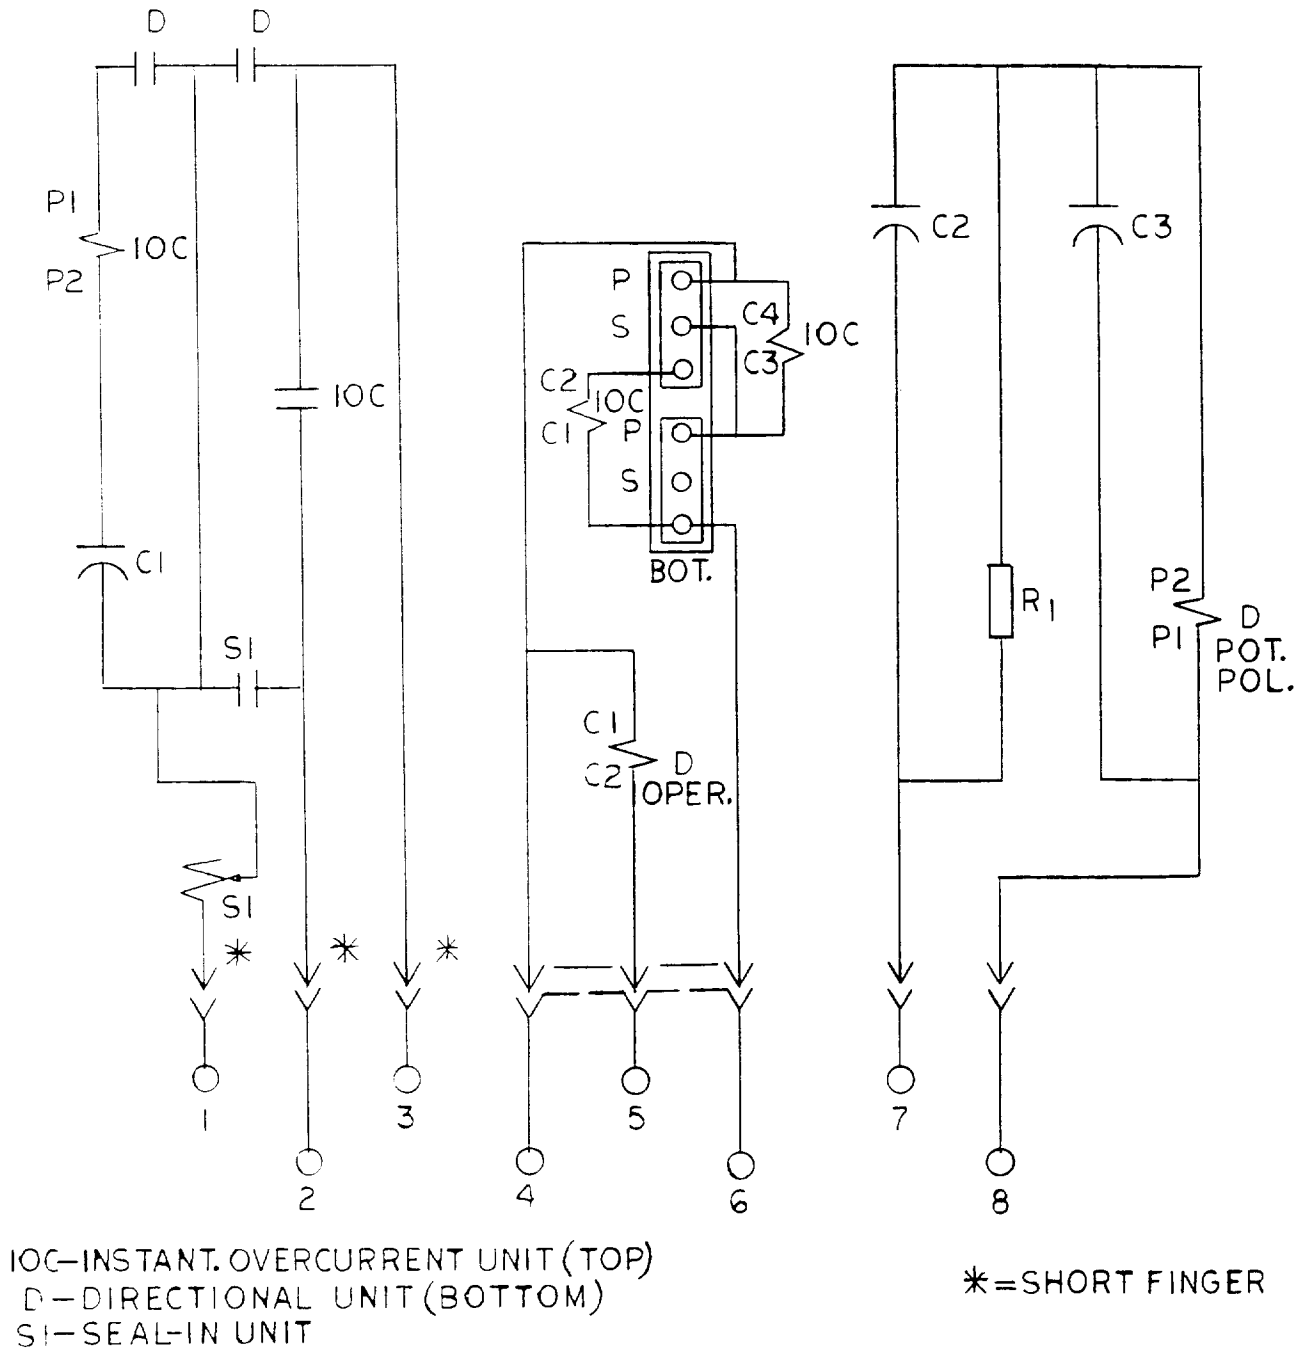 D D
P1
IOC
P2
IOC
C1
S1
S1
* * *
1
2
3
P
S
C4
IOC
C3
C2
IOC
C1
P
S
BOT.
C1
C2 D
OPER.
4
5
6
C2
C3
R1
P2
P1
D
POT.
POL.
7
8
IOC-INSTANT. OVERCURRENT UNIT (TOP)
D-DIRECTIONAL UNIT (BOTTOM)
SI-SEAL-IN UNIT
*=SHORT FINGER